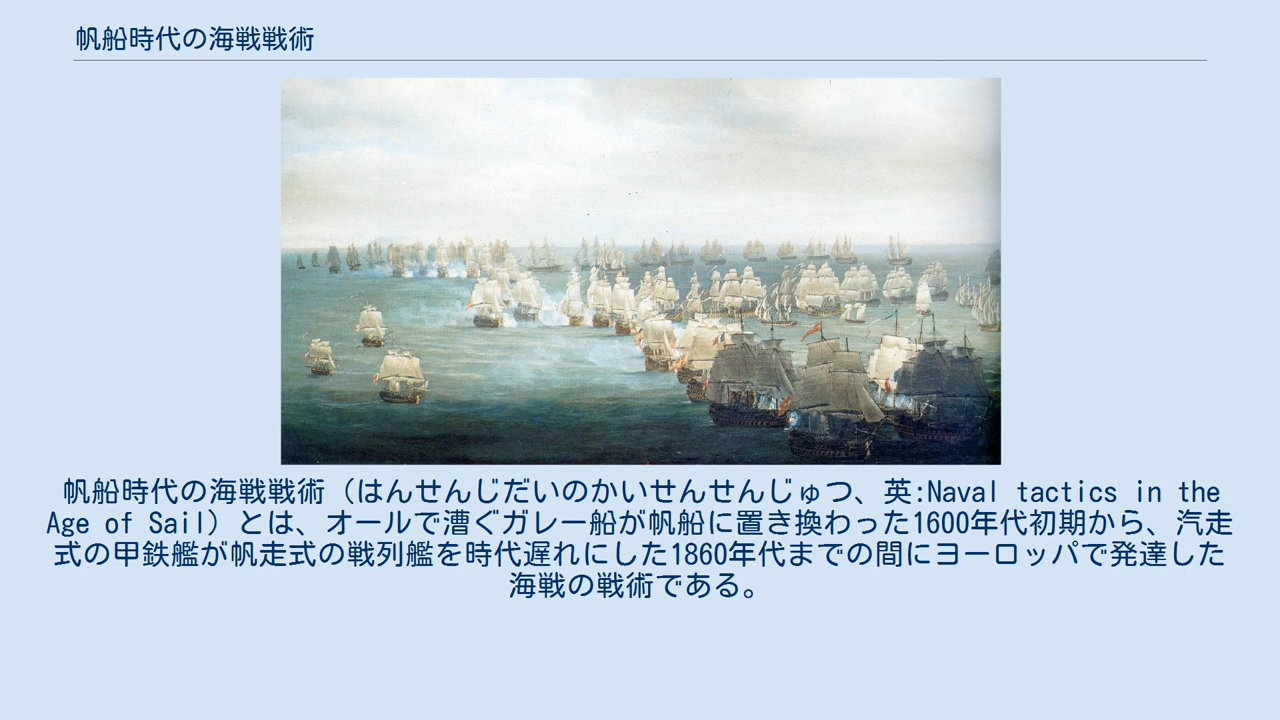 帆船時代の海戦戦術
帆船時代の海戦戦術（はんせんじだいのかいせんせんじゅつ、英:Naval tactics in the
Age of Sail）とは、オールで漕ぐガレー船が帆船に置き換わった1600年代初期から、汽走
式の甲鉄艦が帆走式の戦列艦を時代遅れにした1860年代までの間にヨーロッパで発達した
海戦の戦術である。